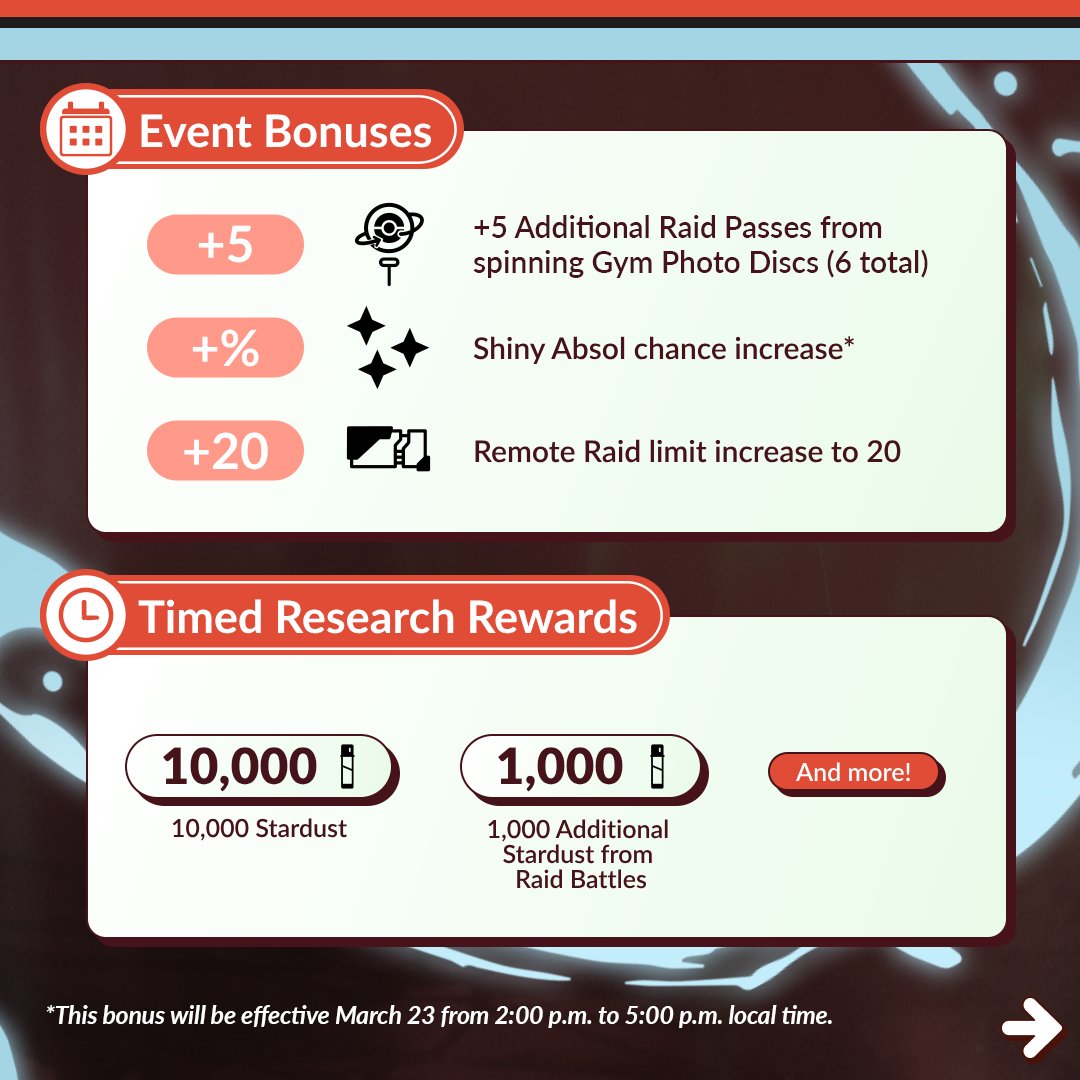 Event Bonuses
+5
+5 Additional Raid Passes from
spinning Gym Photo Discs (6 total)
+%
Shiny Absol chance increase*
+20
Remote Raid limit increase to 20
Timed Research Rewards
10,000
10,000 Stardust
1,000
1,000 Additional
Stardust from
Raid Battles
And more!
*This bonus will be effective March 23 from 2:00 p.m. to 5:00 p.m. local time.